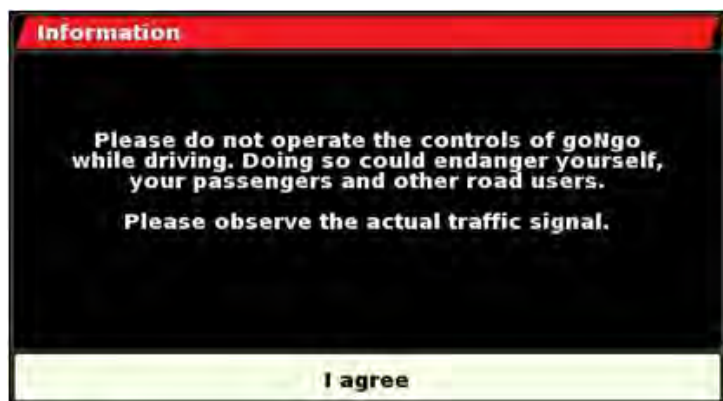 Information
Please do not operate the controls of goNgo
while driving. Doing so could endanger yourself,
your passengers and other road users.
Please observe the actual traffic signal.
I agree